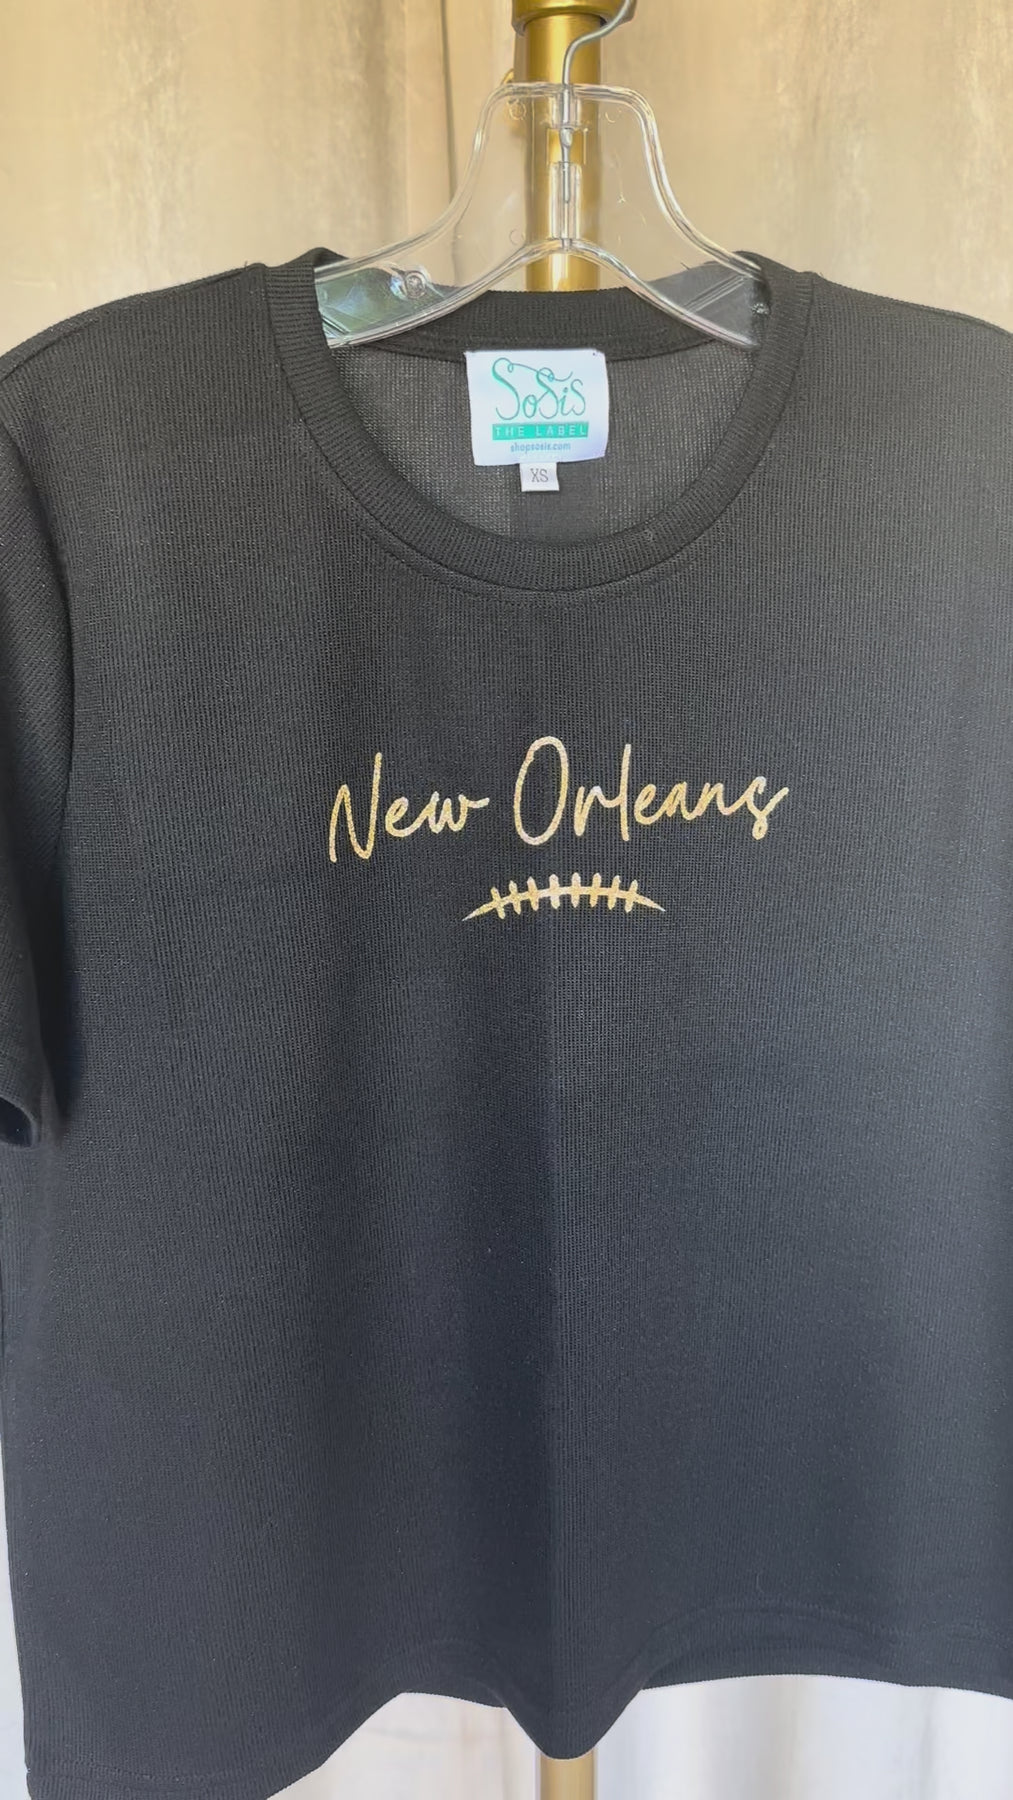 SoSis
THE LABEL
shopsosis.com
XS
New Orleans